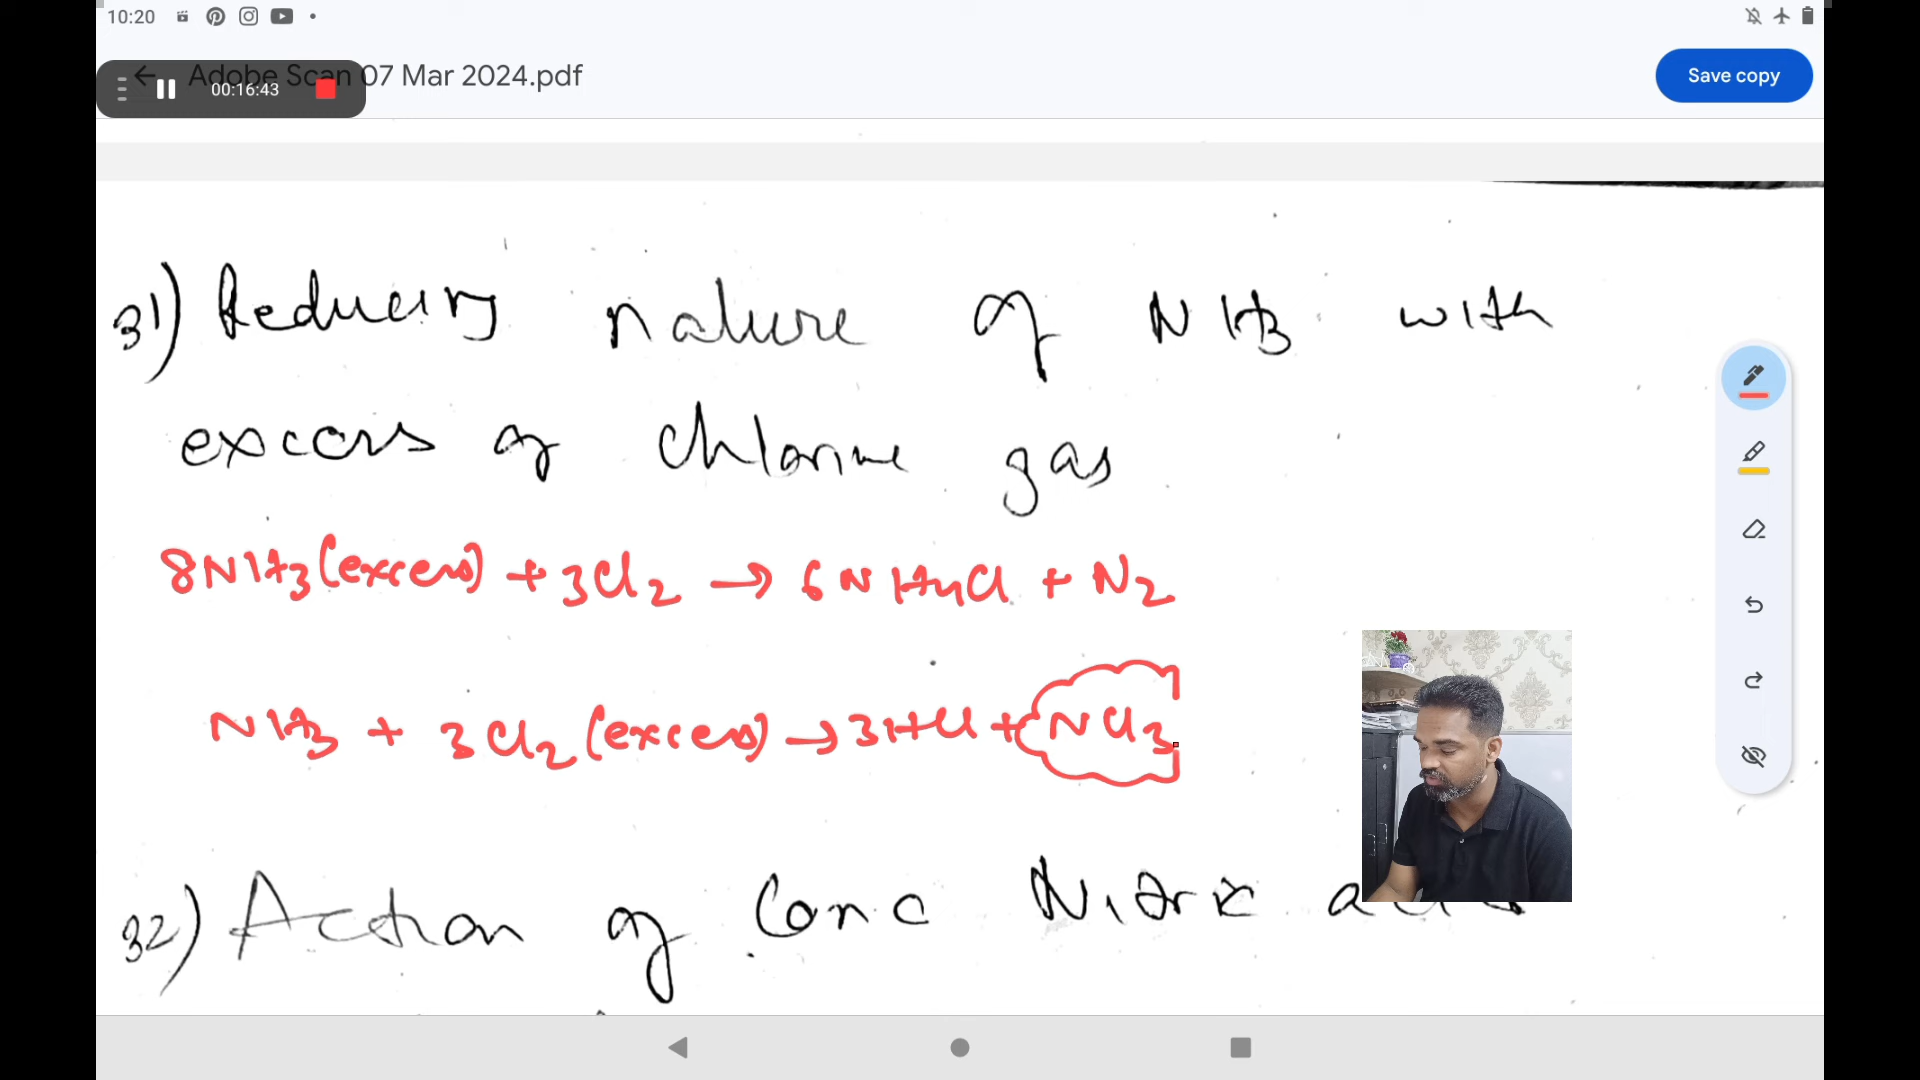 10:20
Adobe Scan 07 Mar 2024.pdf
00:16:43
Save copy
31) Reducing nature of NH3 with
excess of chlorine gas
8NH3(excess) + 3Cl2 → 6NH4Cl + N2
NH3 + 3Cl2(excess) → 3HCl + NCl3
32) Action of Conc Nitric acid